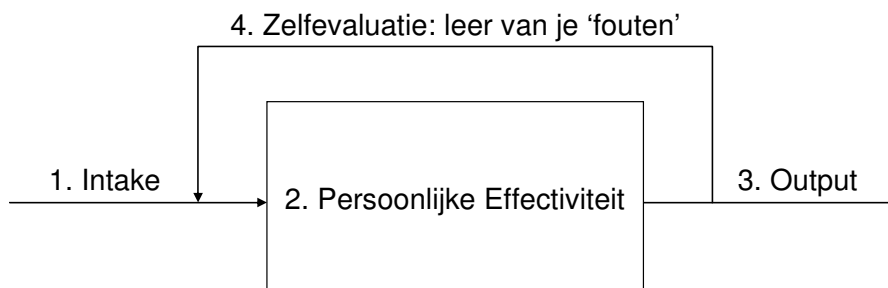 4. Zelfevaluatie: leer van je ‘fouten’
1. Intake
2. Persoonlijke Effectiviteit
3. Output